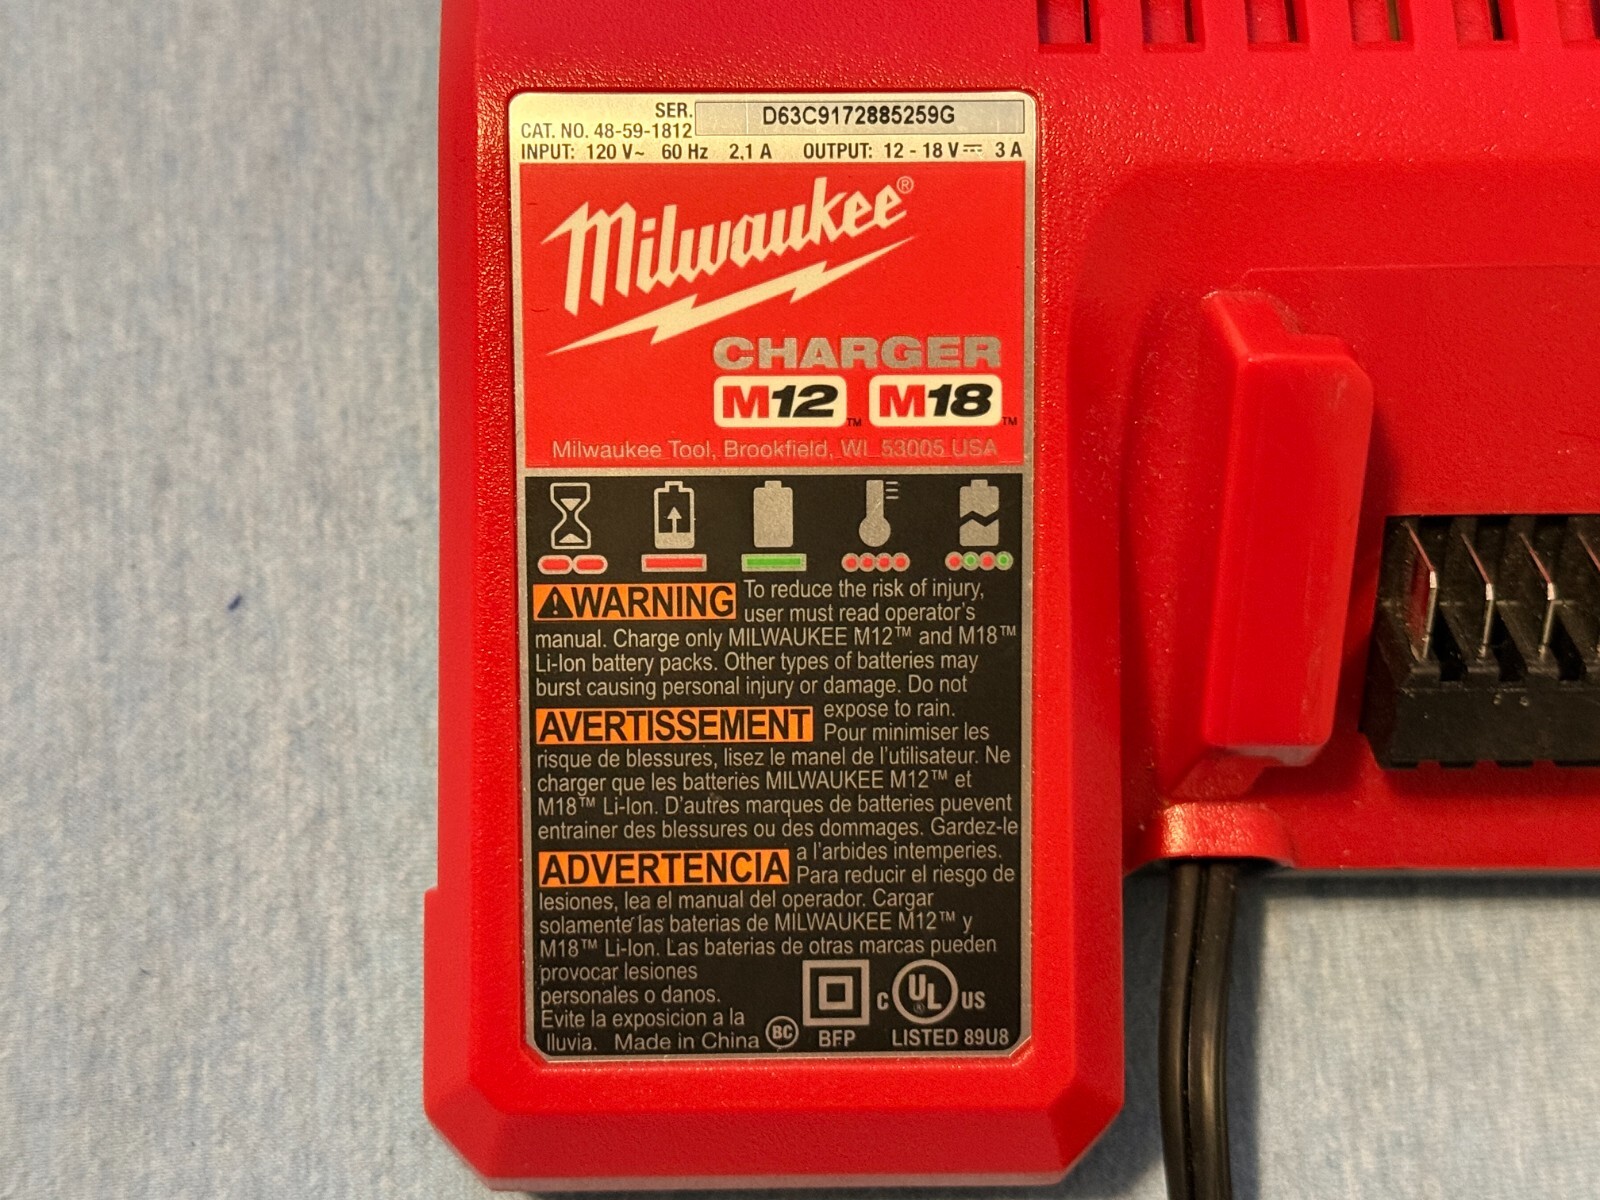 SER. D63C9172885259G
CAT. NO. 48-59-1812
INPUT: 120 V~ 60 Hz 2,1 A OUTPUT: 12 - 18 V⎓ 3 A
Milwaukee®
CHARGER
M12™ M18™
Milwaukee Tool, Brookfield, WI 53005 USA
⚠WARNING To reduce the risk of injury,
user must read operator's
manual. Charge only MILWAUKEE M12™ and M18™
Li-Ion battery packs. Other types of batteries may
burst causing personal injury or damage. Do not
expose to rain.
AVERTISSEMENT Pour minimiser les
risque de blessures, lisez le manel de l'utilisateur. Ne
charger que les batteries MILWAUKEE M12™ et
M18™ Li-Ion. D'autres marques de batteries puevent
entrainer des blessures ou des dommages. Gardez-le
a l'arbides intemperies.
ADVERTENCIA Para reducir el riesgo de
lesiones, lea el manual del operador. Cargar
solamente las baterias de MILWAUKEE M12™ y
M18™ Li-Ion. Las baterias de otras marcas pueden
provocar lesiones
personales o danos.
Evite la exposicion a la
lluvia. Made in China
BC
BFP
C UL® US
LISTED 89U8